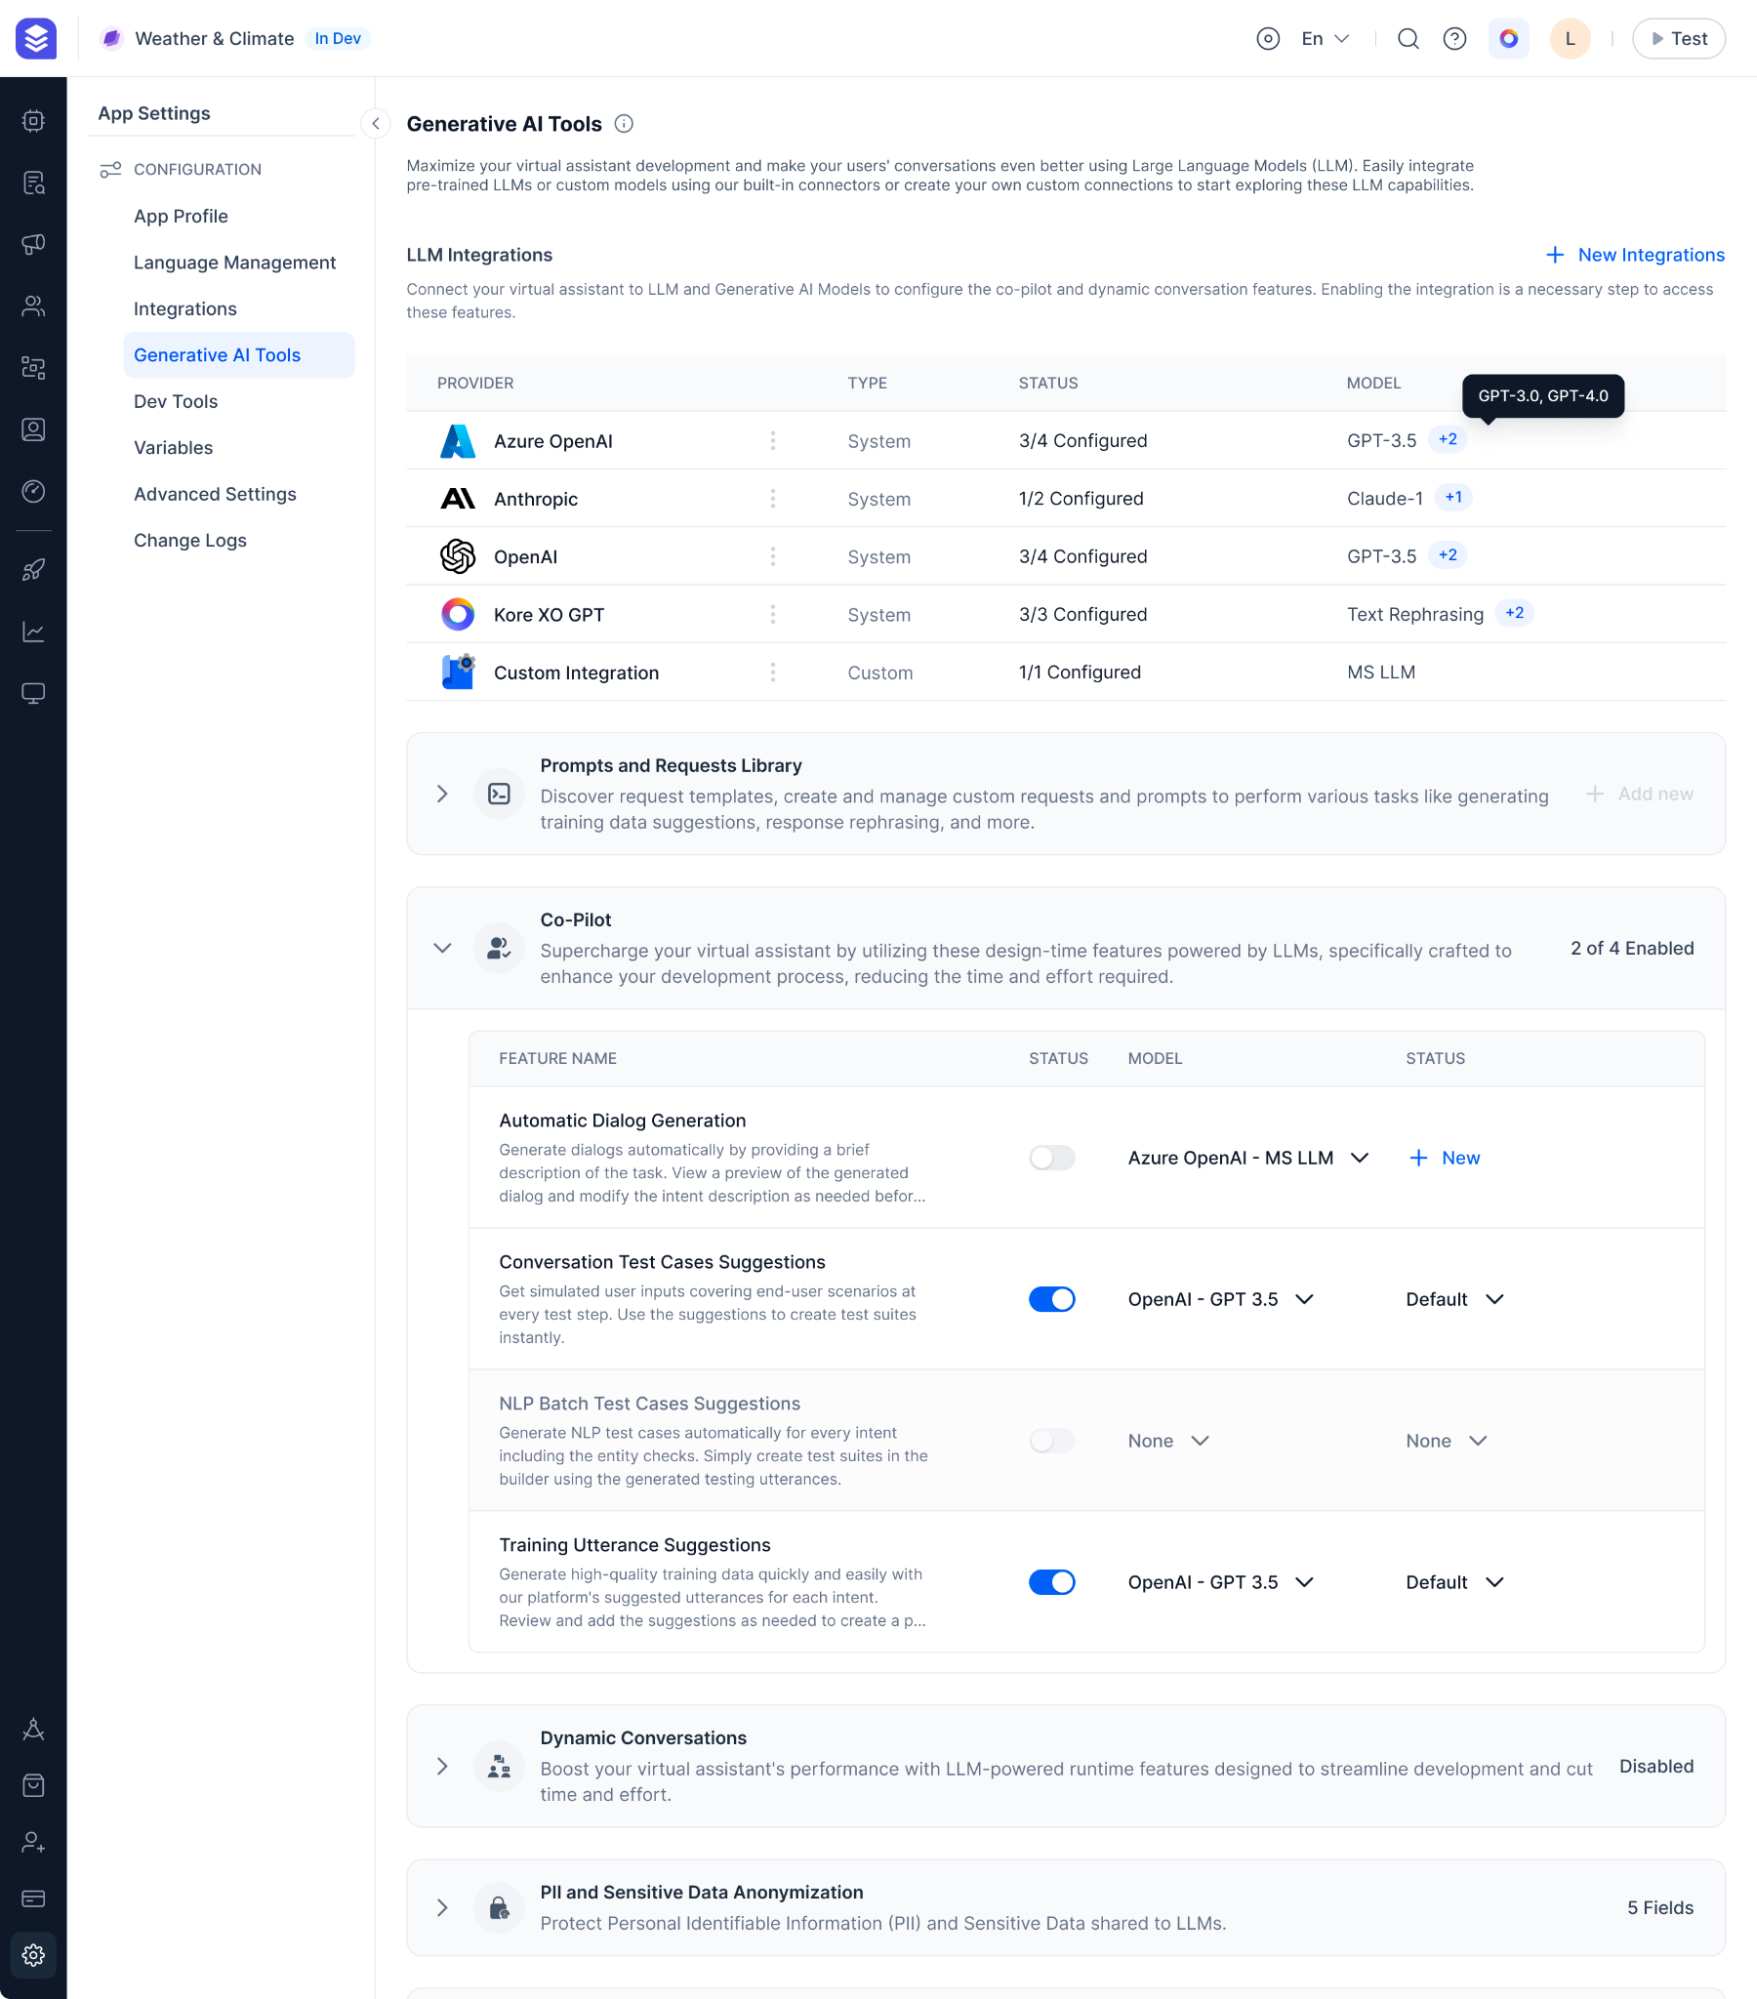 Weather & Climate In Dev En L Test
App Settings
CONFIGURATION
App Profile
Language Management
Integrations
Generative AI Tools
Dev Tools
Variables
Advanced Settings
Change Logs
Generative AI Tools
Maximize your virtual assistant development and make your users' conversations even better using Large Language Models (LLM). Easily integrate
pre-trained LLMs or custom models using our built-in connectors or create your own custom connections to start exploring these LLM capabilities.
LLM Integrations New Integrations
Connect your virtual assistant to LLM and Generative AI Models to configure the co-pilot and dynamic conversation features. Enabling the integration is a necessary step to access
these features.
PROVIDER TYPE STATUS MODEL
GPT-3.0, GPT-4.0
Azure OpenAI System 3/4 Configured GPT-3.5 +2
Anthropic System 1/2 Configured Claude-1 +1
OpenAI System 3/4 Configured GPT-3.5 +2
Kore XO GPT System 3/3 Configured Text Rephrasing +2
Custom Integration Custom 1/1 Configured MS LLM
Prompts and Requests Library
Discover request templates, create and manage custom requests and prompts to perform various tasks like generating
training data suggestions, response rephrasing, and more.
Add new
Co-Pilot
Supercharge your virtual assistant by utilizing these design-time features powered by LLMs, specifically crafted to
enhance your development process, reducing the time and effort required.
2 of 4 Enabled
FEATURE NAME STATUS MODEL STATUS
Automatic Dialog Generation
Generate dialogs automatically by providing a brief
description of the task. View a preview of the generated
dialog and modify the intent description as needed befor...
Azure OpenAI - MS LLM New
Conversation Test Cases Suggestions
Get simulated user inputs covering end-user scenarios at
every test step. Use the suggestions to create test suites
instantly.
OpenAI - GPT 3.5 Default
NLP Batch Test Cases Suggestions
Generate NLP test cases automatically for every intent
including the entity checks. Simply create test suites in the
builder using the generated testing utterances.
None None
Training Utterance Suggestions
Generate high-quality training data quickly and easily with
our platform's suggested utterances for each intent.
Review and add the suggestions as needed to create a p...
OpenAI - GPT 3.5 Default
Dynamic Conversations
Boost your virtual assistant's performance with LLM-powered runtime features designed to streamline development and cut
time and effort.
Disabled
PII and Sensitive Data Anonymization
Protect Personal Identifiable Information (PII) and Sensitive Data shared to LLMs.
5 Fields